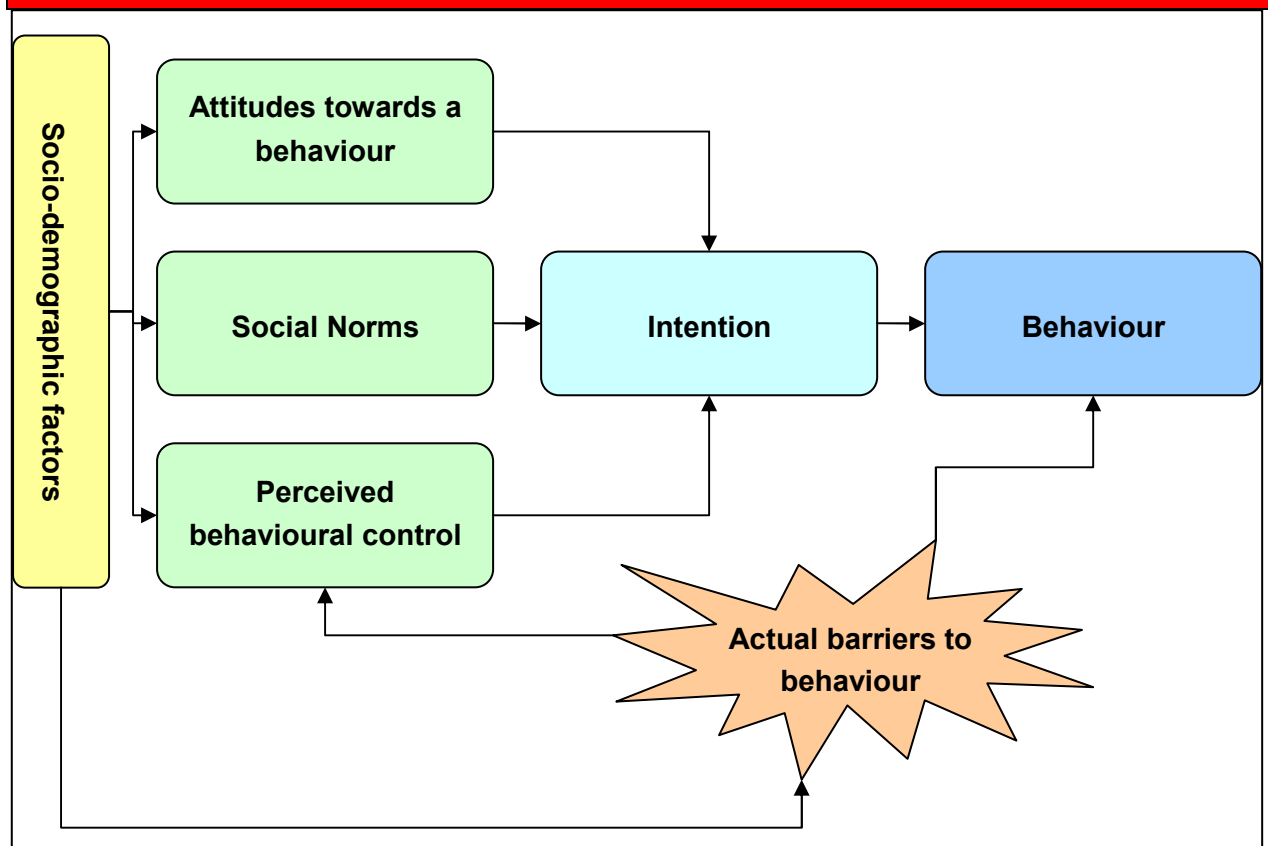 Socio-demographic factors
Attitudes towards a
behaviour
Social Norms
Intention
Behaviour
Perceived
behavioural control
Actual barriers to
behaviour